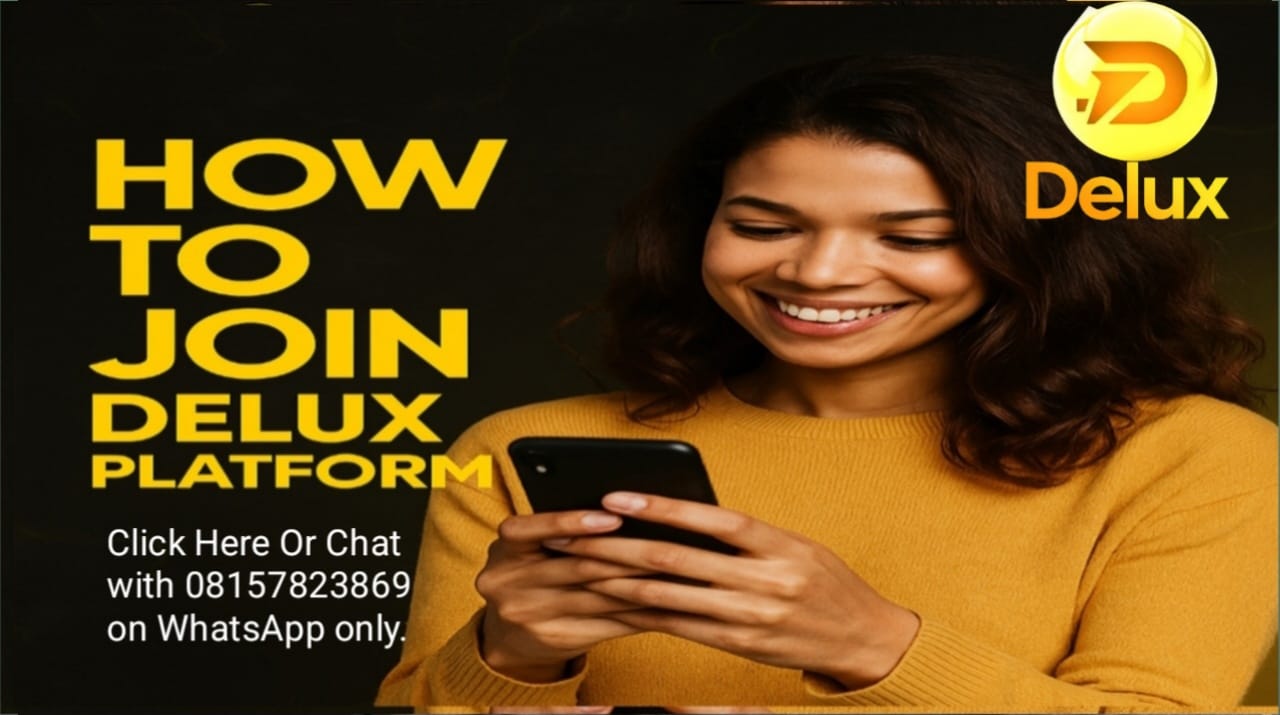 HOW
TO
JOIN
DELUX
PLATFORM
Click Here Or Chat
with 08157823869
on WhatsApp only.
Delux